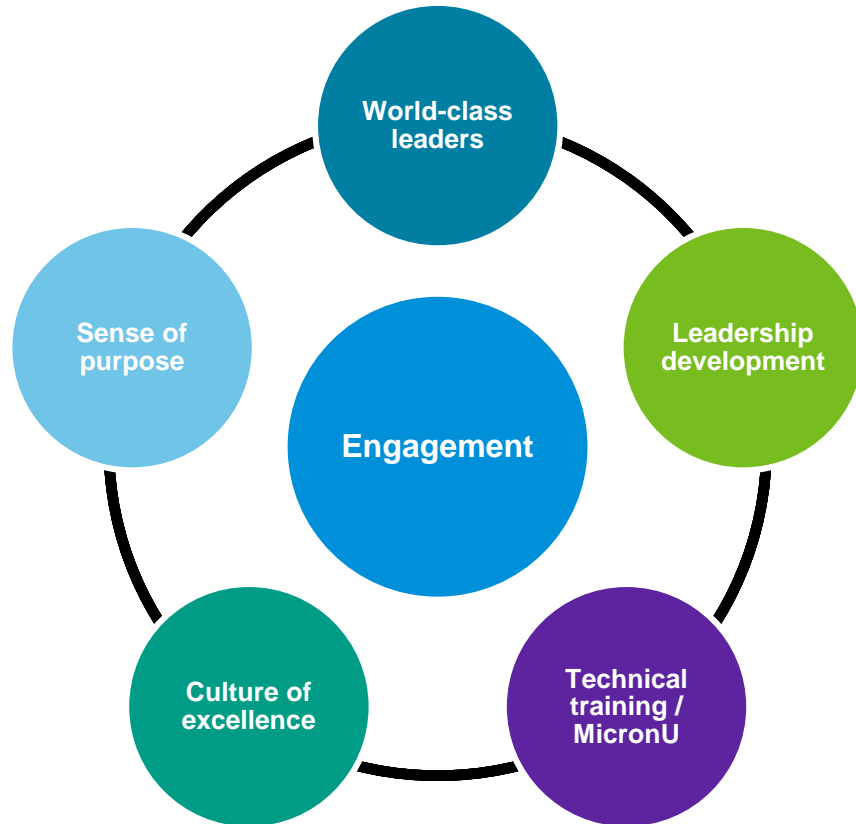 World-class
leaders
Leadership
development
Technical
training /
MicronU
Culture of
excellence
Sense of
purpose
Engagement